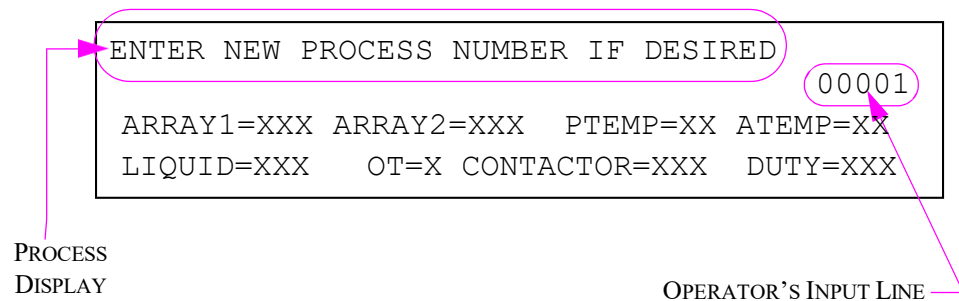 ENTER NEW PROCESS NUMBER IF DESIRED
00001
ARRAY1=XXX ARRAY2=XXX PTEMP=XX ATEMP=XX
LIQUID=XXX OT=X CONTACTOR=XXX DUTY=XXX
PROCESS
DISPLAY
OPERATOR'S INPUT LINE